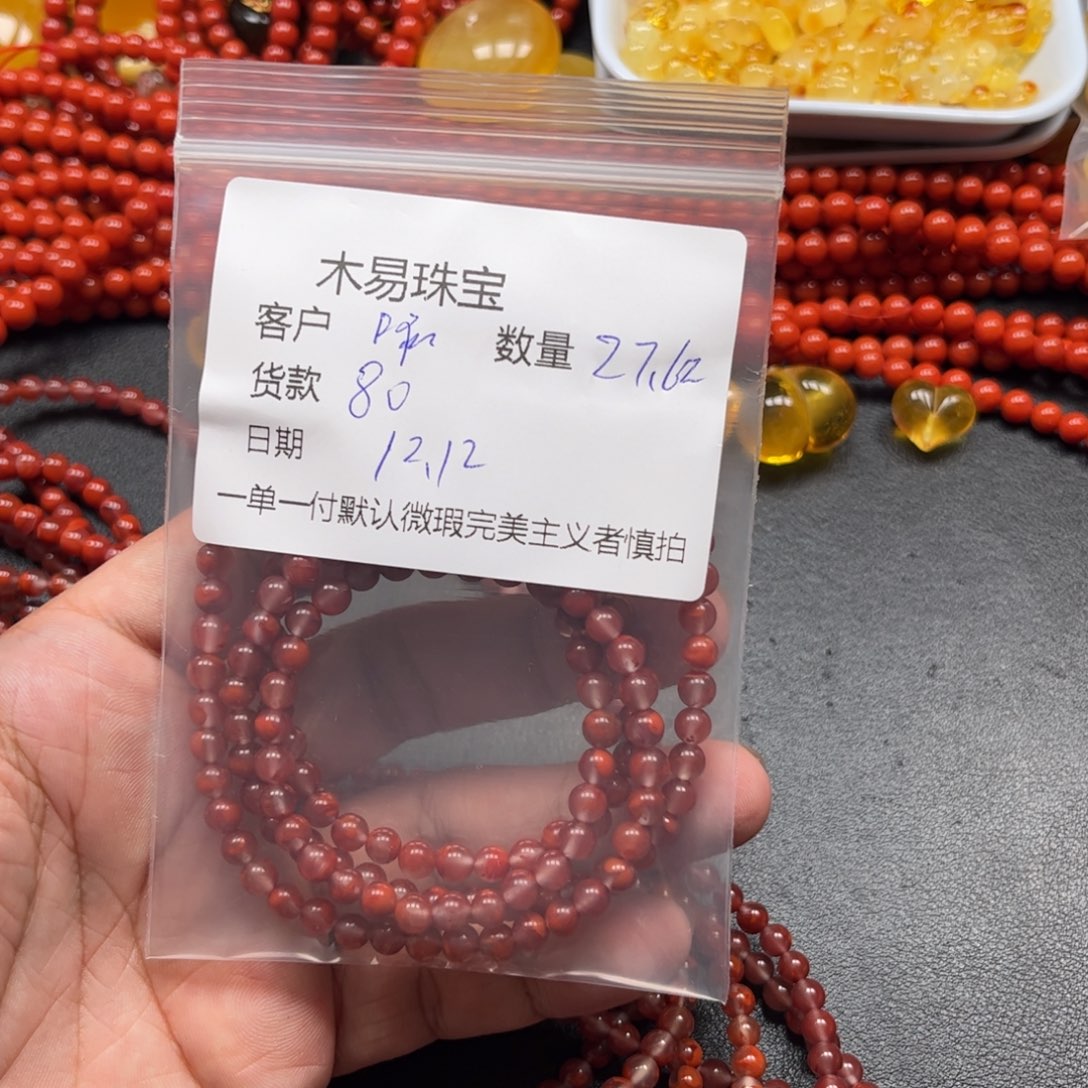 木易珠宝
客户 数量 27.62
货款 80
日期 12.12
一单一付默认微瑕完美主义者慎拍